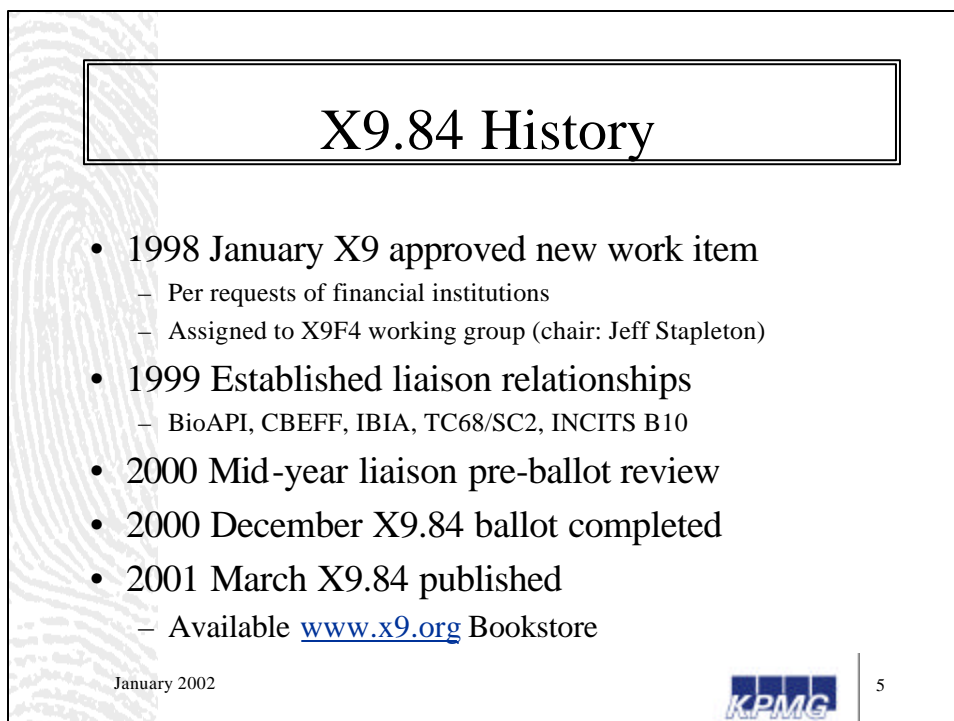 X9.84 History
• 1998 January X9 approved new work item
– Per requests of financial institutions
– Assigned to X9F4 working group (chair: Jeff Stapleton)
• 1999 Established liaison relationships
– BioAPI, CBEFF, IBIA, TC68/SC2, INCITS B10
• 2000 Mid-year liaison pre-ballot review
• 2000 December X9.84 ballot completed
• 2001 March X9.84 published
– Available www.x9.org Bookstore
January 2002
KPMG
5